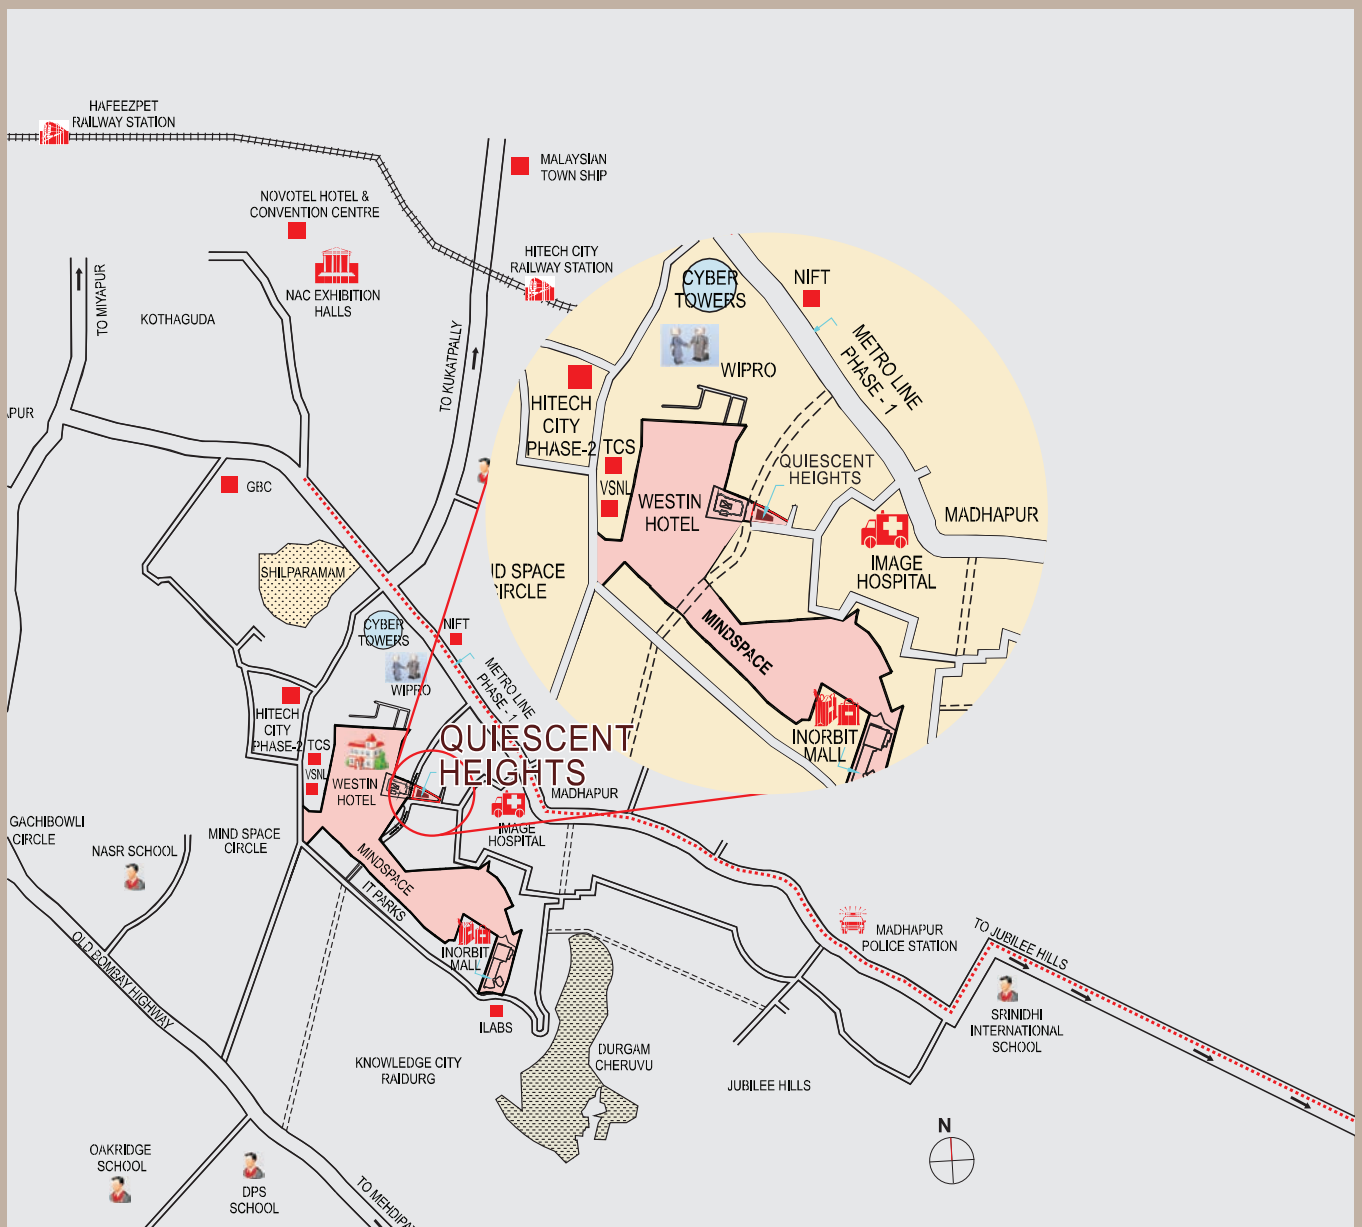 HAFEEZPET
RAILWAY STATION
MALAYSIAN
TOWN SHIP
NOVOTEL HOTEL &
CONVENTION CENTRE
HITECH CITY
RAILWAY STATION
NAC EXHIBITION
HALLS
TO MIYAPUR
KOTHAGUDA
TO KUKATPALLY
APUR
GBC
SHILPARAMAM
CYBER
TOWERS
NIFT
METRO LINE
PHASE - 1
WIPRO
HITECH
CITY
PHASE-2
TCS
VSNL
QUIESCENT
HEIGHTS
WESTIN
HOTEL
MADHAPUR
IMAGE
HOSPITAL
ND SPACE
CIRCLE
MINDSPACE
INORBIT
MALL
CYBER
TOWERS
NIFT
METRO LINE
PHASE - 1
WIPRO
HITECH
CITY
PHASE-2
TCS
VSNL
QUIESCENT
HEIGHTS
WESTIN
HOTEL
MADHAPUR
IMAGE
HOSPITAL
GACHIBOWLI
CIRCLE
MIND SPACE
CIRCLE
NASR SCHOOL
MINDSPACE
IT PARKS
INORBIT
MALL
ILABS
OLD BOMBAY HIGHWAY
MADHAPUR
POLICE STATION
TO JUBILEE HILLS
SRINIDHI
INTERNATIONAL
SCHOOL
KNOWLEDGE CITY
RAIDURG
DURGAM
CHERUVU
JUBILEE HILLS
N
OAKRIDGE
SCHOOL
DPS
SCHOOL
TO MEHDIPAT